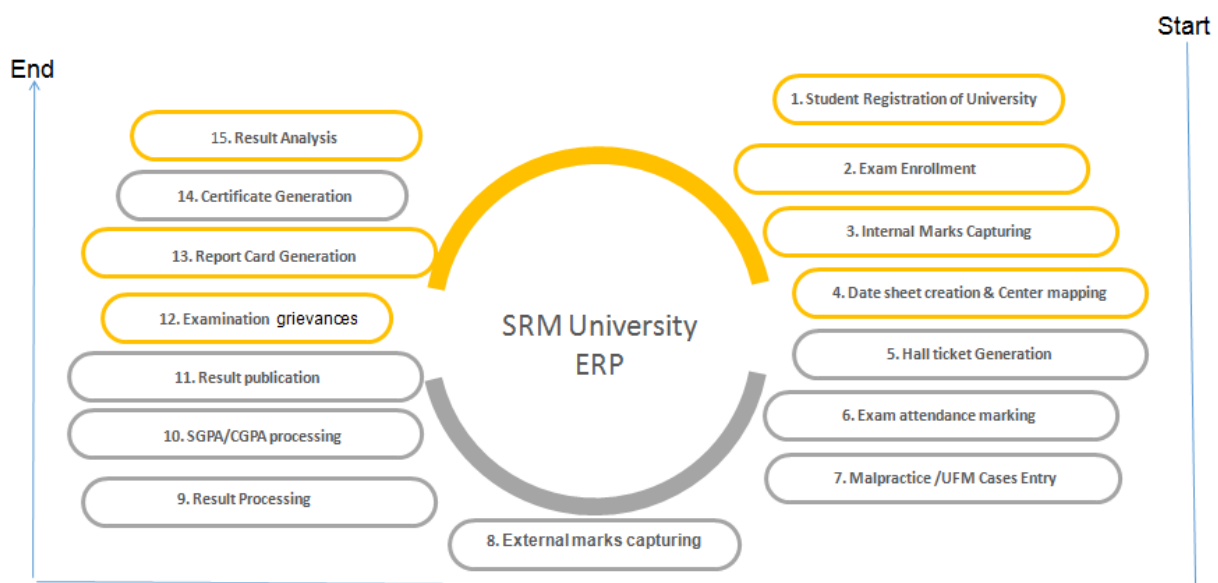 Start
End
1. Student Registration of University
2. Exam Enrollment
3. Internal Marks Capturing
4. Date sheet creation & Center mapping
5. Hall ticket Generation
6. Exam attendance marking
7. Malpractice /UFM Cases Entry
8. External marks capturing
9. Result Processing
10. SGPA/CGPA processing
11. Result publication
12. Examination grievances
13. Report Card Generation
14. Certificate Generation
15. Result Analysis
SRM University
ERP